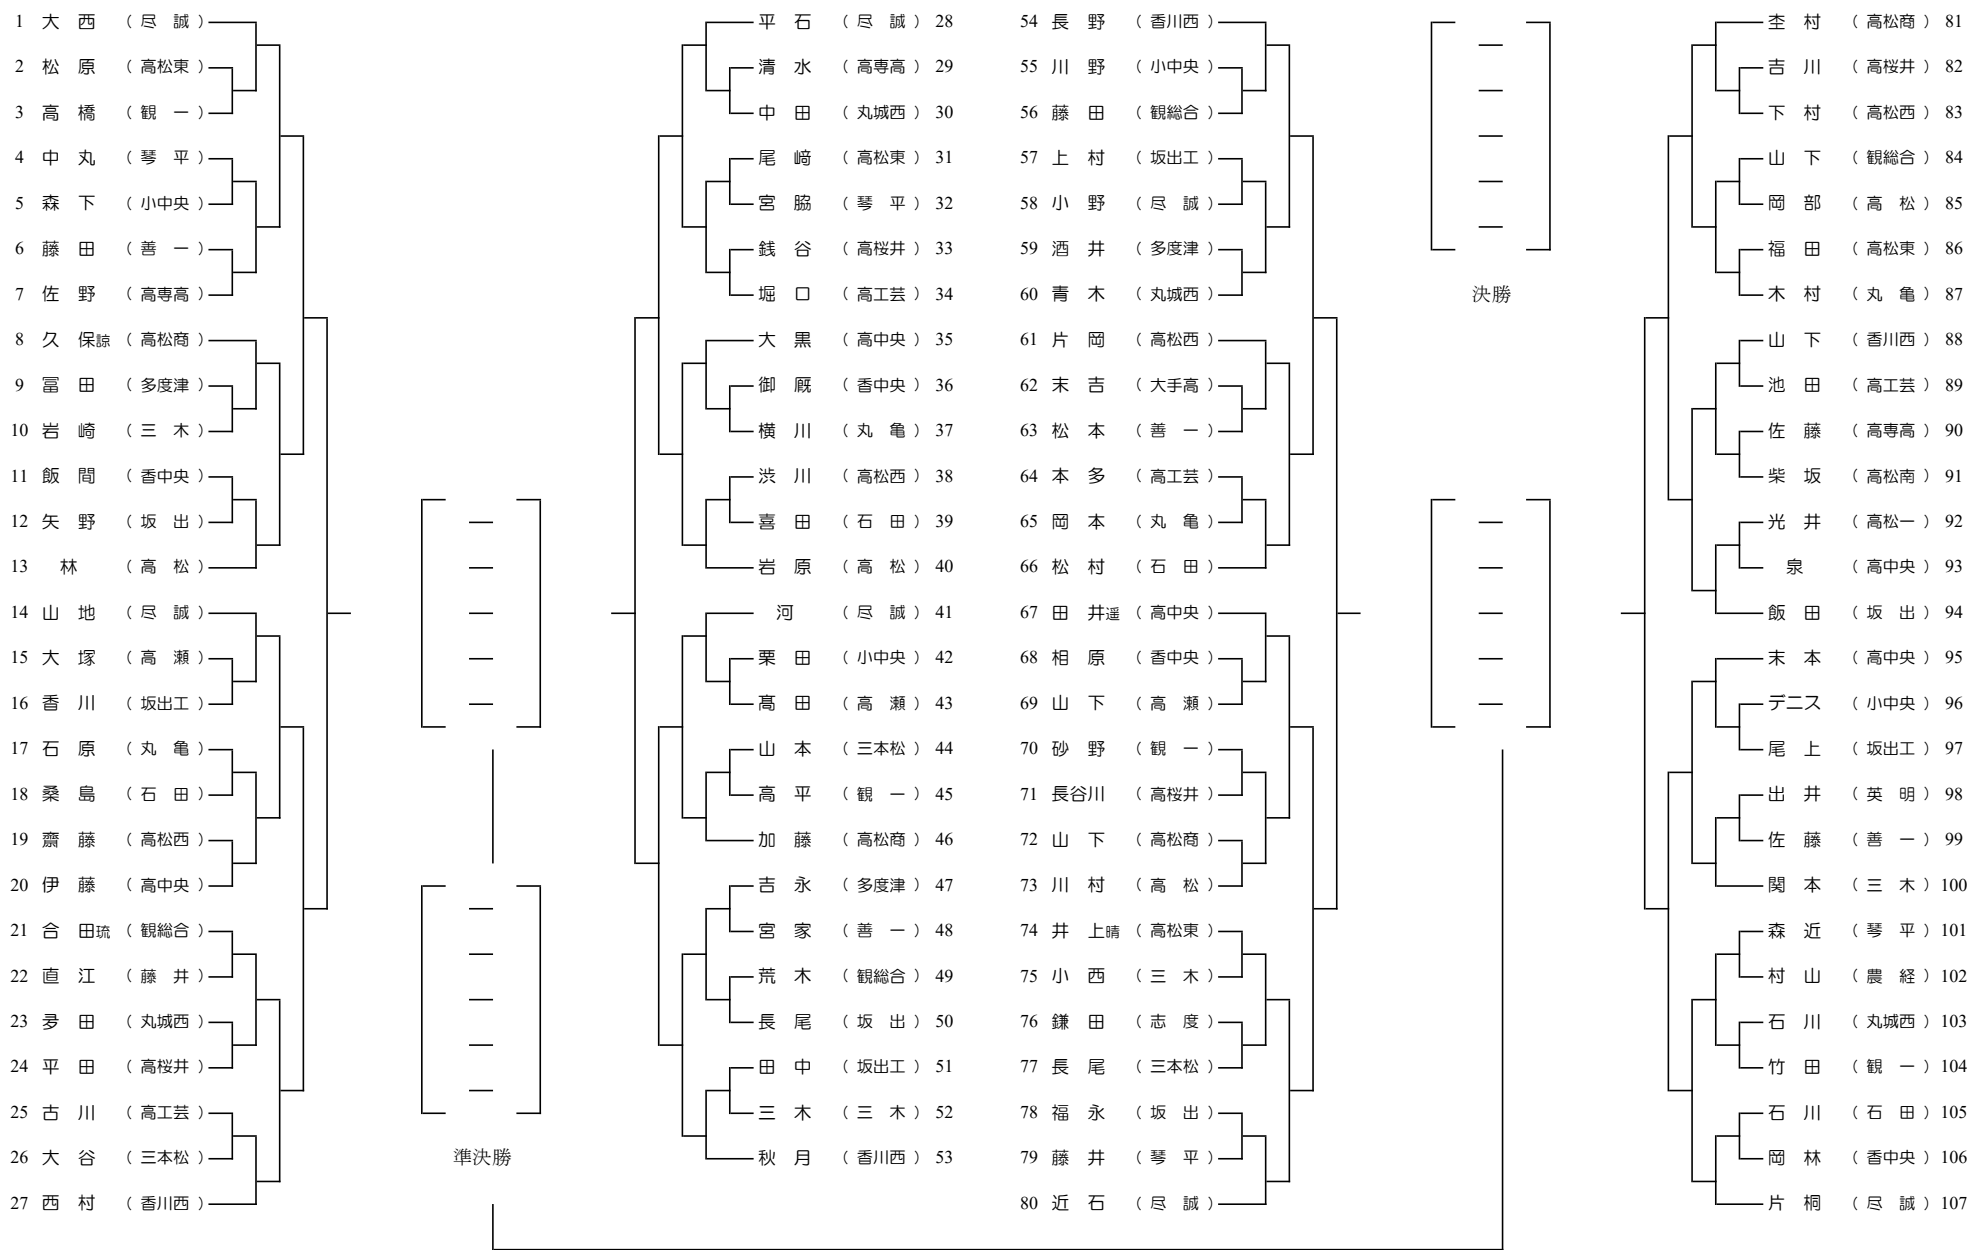 1 大 西 （ 尽 誠 ）
2 松 原 （ 高松東 ）
3 高 橋 （ 観 一 ）
4 中 丸 （ 琴 平 ）
5 森 下 （ 小中央 ）
6 藤 田 （ 善 一 ）
7 佐 野 （ 高専高 ）
8 久 保諒 （ 高松商 ）
9 冨 田 （ 多度津 ）
10 岩 崎 （ 三 木 ）
11 飯 間 （ 香中央 ）
12 矢 野 （ 坂 出 ）
13 林 （ 高 松 ）
14 山 地 （ 尽 誠 ）
15 大 塚 （ 高 瀬 ）
16 香 川 （ 坂出工 ）
17 石 原 （ 丸 亀 ）
18 桑 島 （ 石 田 ）
19 齋 藤 （ 高松西 ）
20 伊 藤 （ 高中央 ）
21 合 田琉 （ 観総合 ）
22 直 江 （ 藤 井 ）
23 夛 田 （ 丸城西 ）
24 平 田 （ 高桜井 ）
25 古 川 （ 高工芸 ）
26 大 谷 （ 三本松 ）
27 西 村 （ 香川西 ）
準決勝
平 石 （ 尽 誠 ） 28
清 水 （ 高専高 ） 29
中 田 （ 丸城西 ） 30
尾 﨑 （ 高松東 ） 31
宮 脇 （ 琴 平 ） 32
銭 谷 （ 高桜井 ） 33
堀 口 （ 高工芸 ） 34
大 黒 （ 高中央 ） 35
御 厩 （ 香中央 ） 36
横 川 （ 丸 亀 ） 37
渋 川 （ 高松西 ） 38
喜 田 （ 石 田 ） 39
岩 原 （ 高 松 ） 40
河 （ 尽 誠 ） 41
栗 田 （ 小中央 ） 42
髙 田 （ 高 瀬 ） 43
山 本 （ 三本松 ） 44
高 平 （ 観 一 ） 45
加 藤 （ 高松商 ） 46
吉 永 （ 多度津 ） 47
宮 家 （ 善 一 ） 48
荒 木 （ 観総合 ） 49
長 尾 （ 坂 出 ） 50
田 中 （ 坂出工 ） 51
三 木 （ 三 木 ） 52
秋 月 （ 香川西 ） 53
54 長 野 （ 香川西 ）
55 川 野 （ 小中央 ）
56 藤 田 （ 観総合 ）
57 上 村 （ 坂出工 ）
58 小 野 （ 尽 誠 ）
59 酒 井 （ 多度津 ）
60 青 木 （ 丸城西 ）
61 片 岡 （ 高松西 ）
62 末 吉 （ 大手高 ）
63 松 本 （ 善 一 ）
64 本 多 （ 高工芸 ）
65 岡 本 （ 丸 亀 ）
66 松 村 （ 石 田 ）
67 田 井遥 （ 高中央 ）
68 相 原 （ 香中央 ）
69 山 下 （ 高 瀬 ）
70 砂 野 （ 観 一 ）
71 長谷川 （ 高桜井 ）
72 山 下 （ 高松商 ）
73 川 村 （ 高 松 ）
74 井 上晴 （ 高松東 ）
75 小 西 （ 三 木 ）
76 鎌 田 （ 志 度 ）
77 長 尾 （ 三本松 ）
78 福 永 （ 坂 出 ）
79 藤 井 （ 琴 平 ）
80 近 石 （ 尽 誠 ）
決勝
杢 村 （ 高松商 ） 81
吉 川 （ 高桜井 ） 82
下 村 （ 高松西 ） 83
山 下 （ 観総合 ） 84
岡 部 （ 高 松 ） 85
福 田 （ 高松東 ） 86
木 村 （ 丸 亀 ） 87
山 下 （ 香川西 ） 88
池 田 （ 高工芸 ） 89
佐 藤 （ 高専高 ） 90
柴 坂 （ 高松南 ） 91
光 井 （ 高松一 ） 92
泉 （ 高中央 ） 93
飯 田 （ 坂 出 ） 94
末 本 （ 高中央 ） 95
デニス （ 小中央 ） 96
尾 上 （ 坂出工 ） 97
出 井 （ 英 明 ） 98
佐 藤 （ 善 一 ） 99
関 本 （ 三 木 ） 100
森 近 （ 琴 平 ） 101
村 山 （ 農 経 ） 102
石 川 （ 丸城西 ） 103
竹 田 （ 観 一 ） 104
石 川 （ 石 田 ） 105
岡 林 （ 香中央 ） 106
片 桐 （ 尽 誠 ） 107